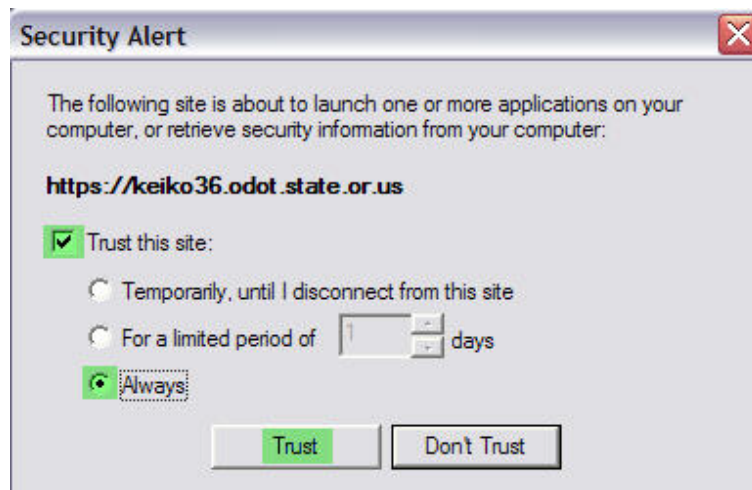 Security Alert
The following site is about to launch one or more applications on your
computer, or retrieve security information from your computer:
https://keiko36.odot.state.or.us
Trust this site:
Temporarily, until I disconnect from this site
For a limited period of 1 days
Always
Trust Don't Trust